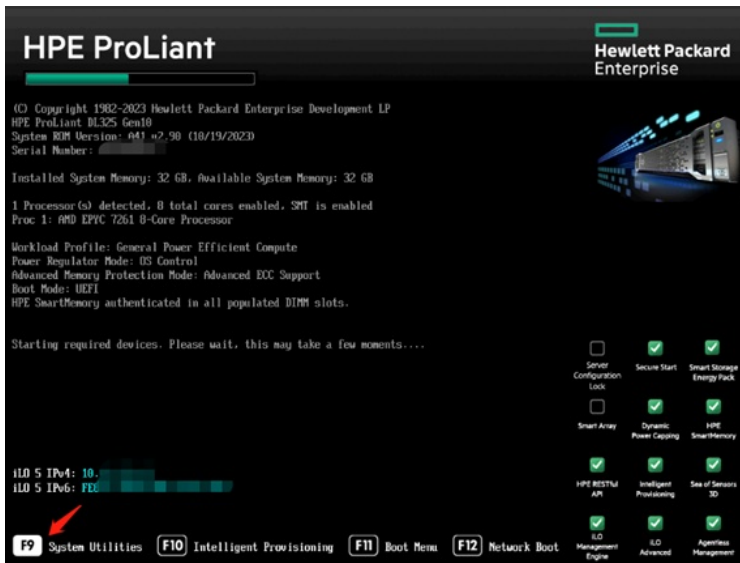 HPE ProLiant
Hewlett Packard
Enterprise
(C) Copyright 1982-2023 Hewlett Packard Enterprise Development LP
HPE ProLiant DL325 Gen10
System ROM Version: A41 v2.90 (10/19/2023)
Serial Number:
Installed System Memory: 32 GB, Available System Memory: 32 GB
1 Processor(s) detected, 8 total cores enabled, SMT is enabled
Proc 1: AMD EPYC 7261 8-Core Processor
Workload Profile: General Power Efficient Compute
Power Regulator Mode: OS Control
Advanced Memory Protection Mode: Advanced ECC Support
Boot Mode: UEFI
HPE SmartMemory authenticated in all populated DIMM slots.
Starting required devices. Please wait, this may take a few moments....
Server Configuration Lock
Secure Start
Smart Storage Energy Pack
Smart Array
Dynamic Power Capping
HPE SmartMemory
HPE RESTful API
Intelligent Provisioning
Sea of Sensors 3D
iLO Management Engine
iLO Advanced
Agentless Management
iLO 5 IPv4: 10.
iLO 5 IPv6:
F9 System Utilities F10 Intelligent Provisioning F11 Boot Menu F12 Network Boot